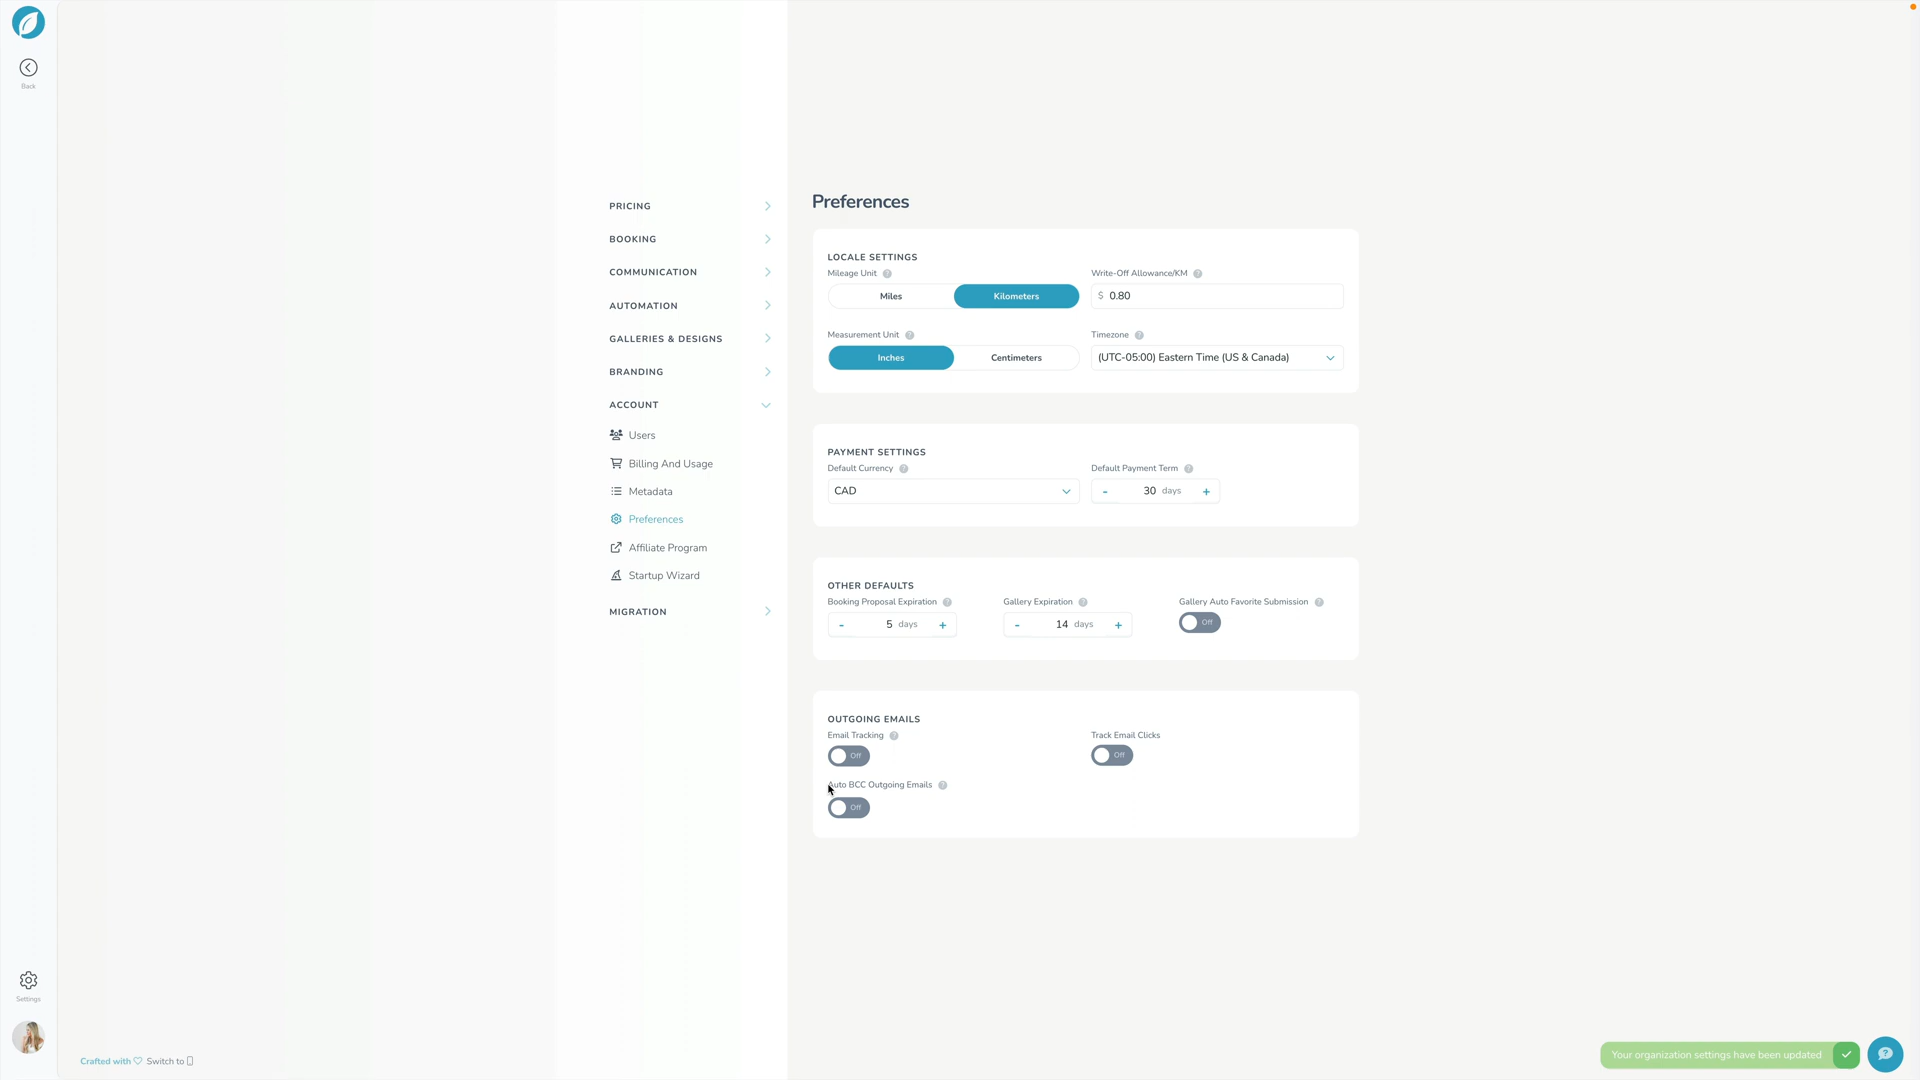 Back
PRICING
BOOKING
COMMUNICATION
AUTOMATION
GALLERIES & DESIGNS
BRANDING
ACCOUNT
Users
Billing And Usage
Metadata
Preferences
Affiliate Program
Startup Wizard
MIGRATION
Preferences
LOCALE SETTINGS
Mileage Unit ? Write-Off Allowance/KM ?
Miles Kilometers $ 0.80
Measurement Unit ? Timezone ?
Inches Centimeters (UTC-05:00) Eastern Time (US & Canada)
PAYMENT SETTINGS
Default Currency ? Default Payment Term ?
CAD - 30 days +
OTHER DEFAULTS
Booking Proposal Expiration ? Gallery Expiration ? Gallery Auto Favorite Submission ?
- 5 days + - 14 days + Off
OUTGOING EMAILS
Email Tracking ? Track Email Clicks
Off Off
Auto BCC Outgoing Emails ?
Off
Settings
Crafted with ♡ Switch to
Your organization settings have been updated